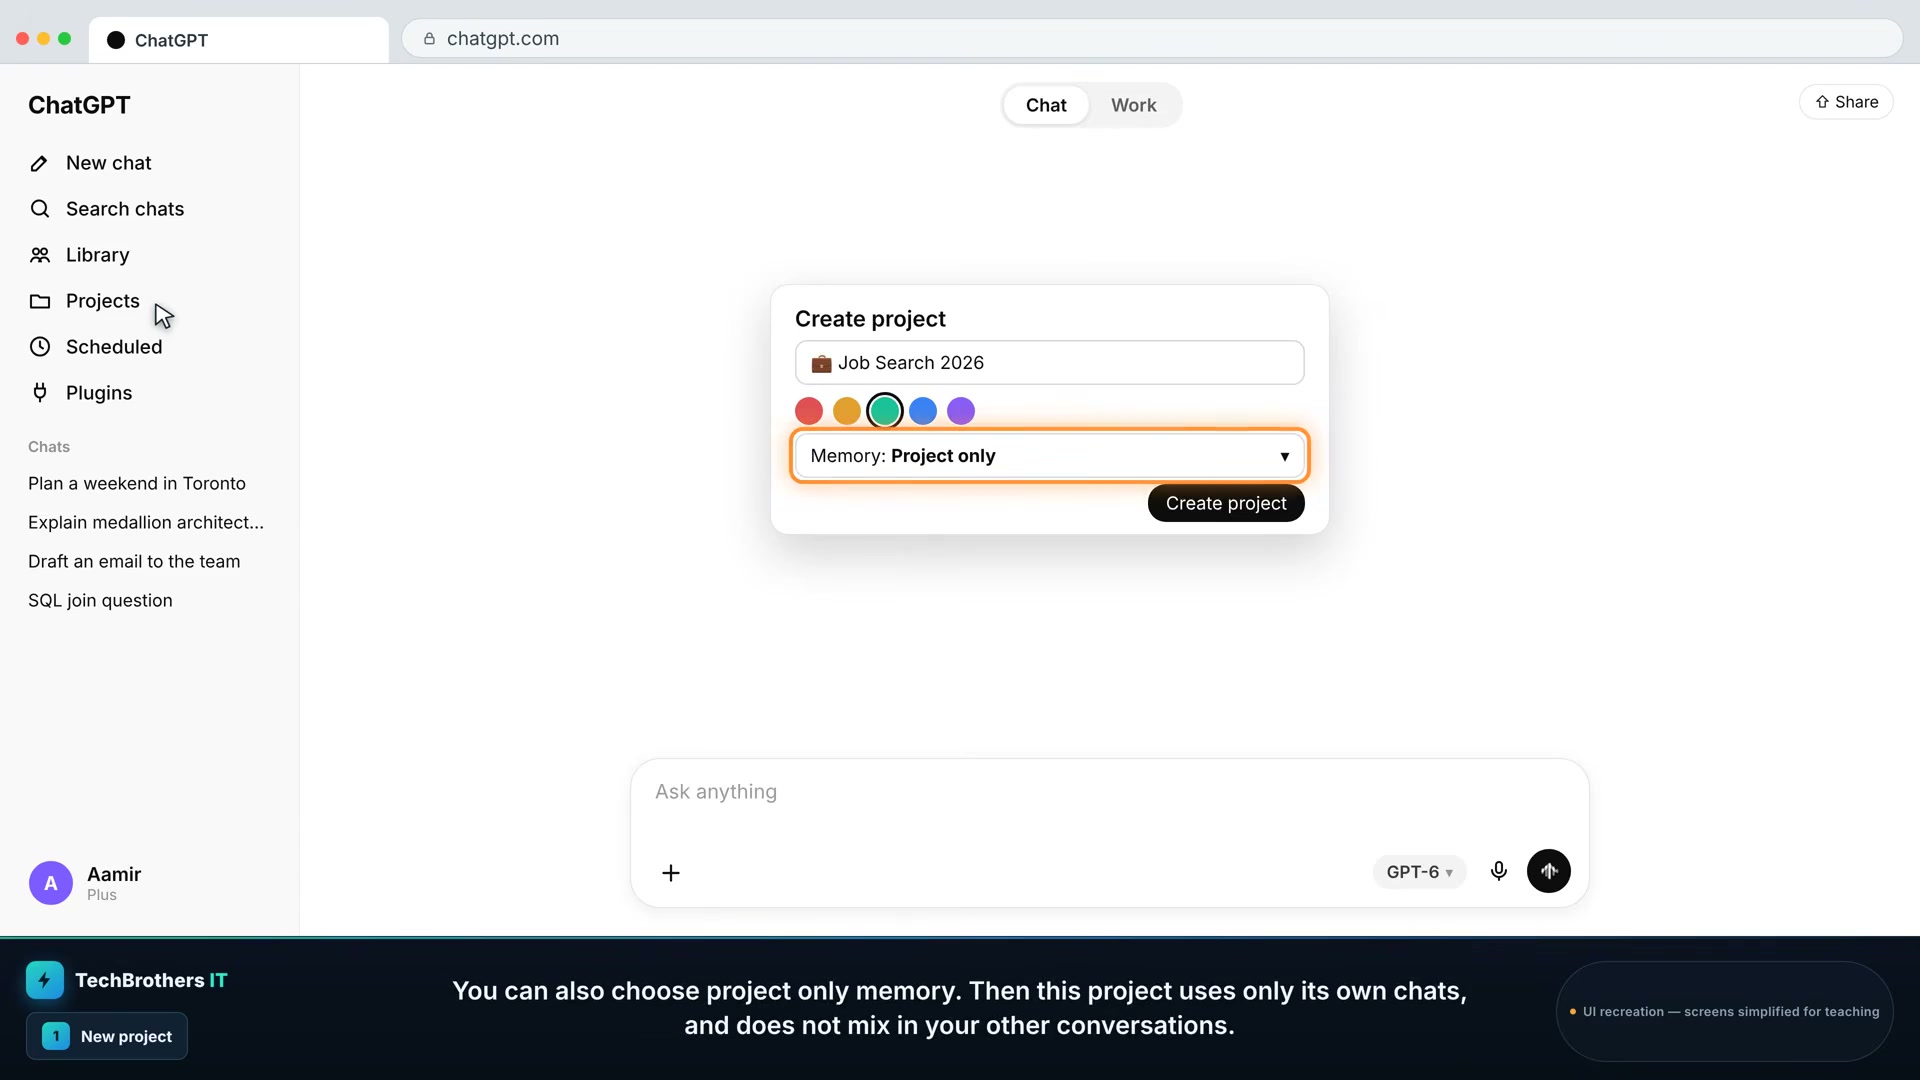 ChatGPT
chatgpt.com
ChatGPT
New chat
Search chats
Library
Projects
Scheduled
Plugins
Chats
Plan a weekend in Toronto
Explain medallion architect...
Draft an email to the team
SQL join question
A
Aamir
Plus
Chat Work
Share
Create project
Job Search 2026
Memory: Project only
Create project
Ask anything
GPT-6
TechBrothers IT
1 New project
You can also choose project only memory. Then this project uses only its own chats,
and does not mix in your other conversations.
UI recreation — screens simplified for teaching